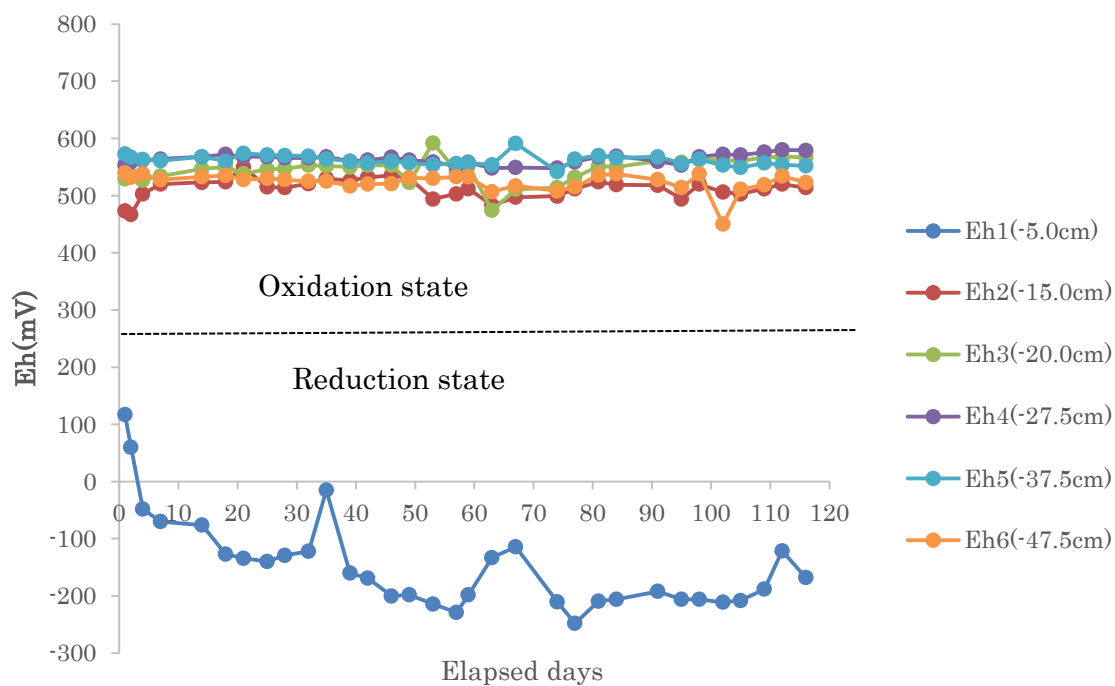 800
700
600
500
400
300
200
100
0
-100
-200
-300
Eh(mV)
Oxidation state
Reduction state
0 10 20 30 40 50 60 70 80 90 100 110 120
Elapsed days
Eh1(-5.0cm)
Eh2(-15.0cm)
Eh3(-20.0cm)
Eh4(-27.5cm)
Eh5(-37.5cm)
Eh6(-47.5cm)